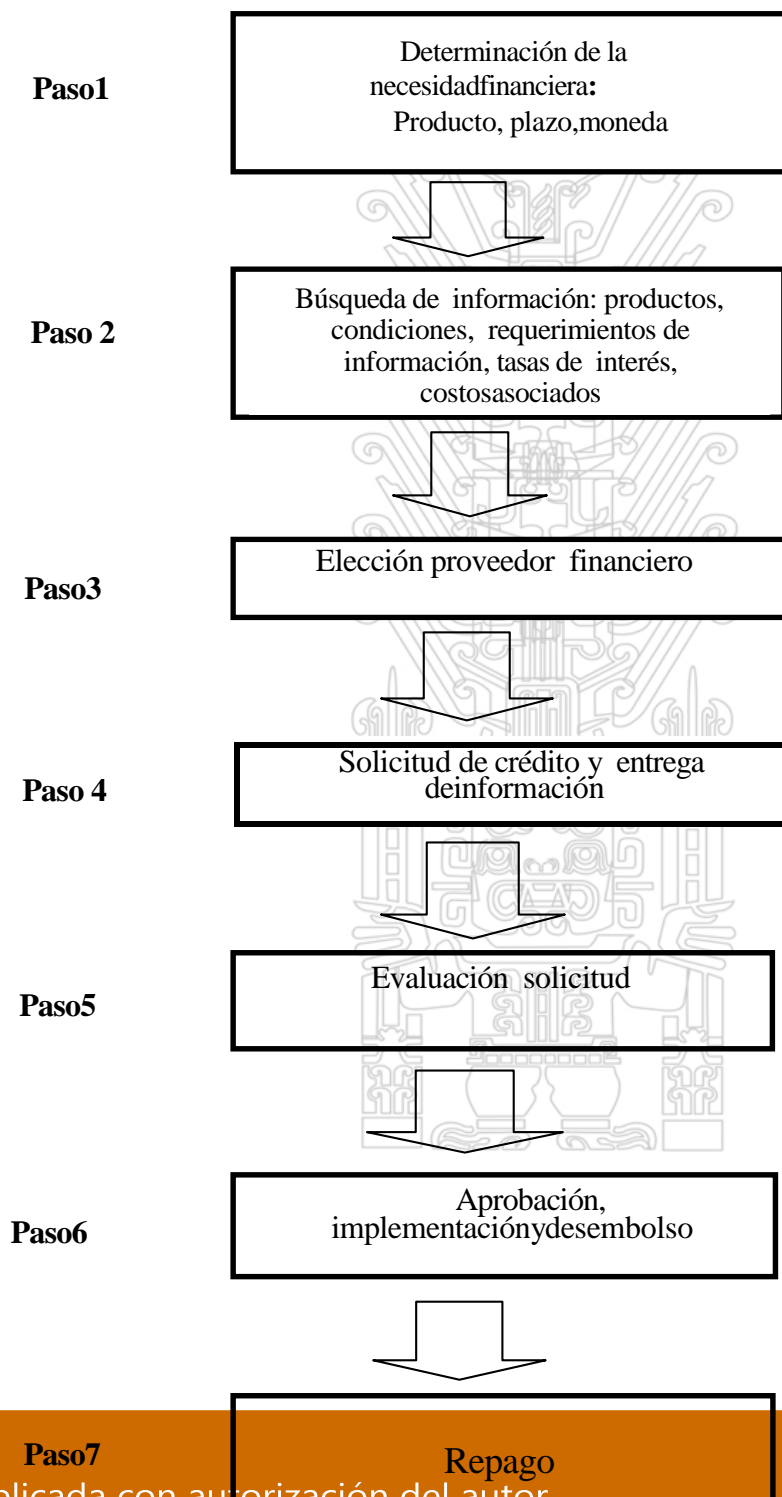 Paso1
Determinación de la
necesidadfinanciera:
Producto, plazo,moneda
Paso 2
Búsqueda de información: productos,
condiciones, requerimientos de
información, tasas de interés,
costosasociados
Paso3
Elección proveedor financiero
Paso 4
Solicitud de crédito y entrega
deinformación
Paso5
Evaluación solicitud
Paso6
Aprobación,
implementaciónydesembolso
Paso7
Repago
con autorización del autor